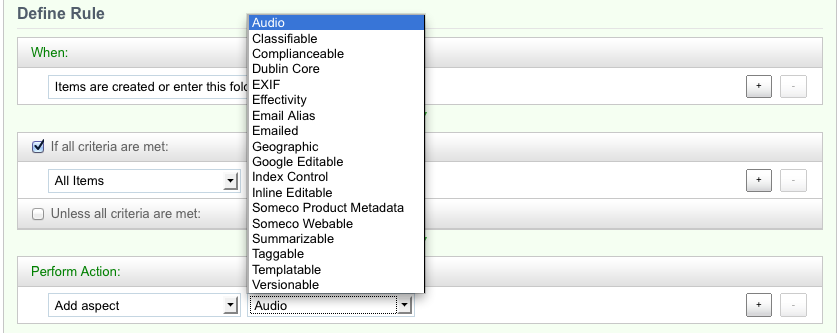 Define Rule
When:
Items are created or enter this fol
If all criteria are met:
All Items
Unless all criteria are met:
Perform Action:
Add aspect
Audio
Audio
Classifiable
Complianceable
Dublin Core
EXIF
Effectivity
Email Alias
Emailed
Geographic
Google Editable
Index Control
Inline Editable
Someco Product Metadata
Someco Webable
Summarizable
Taggable
Templatable
Versionable
+
-
+
-
+
-